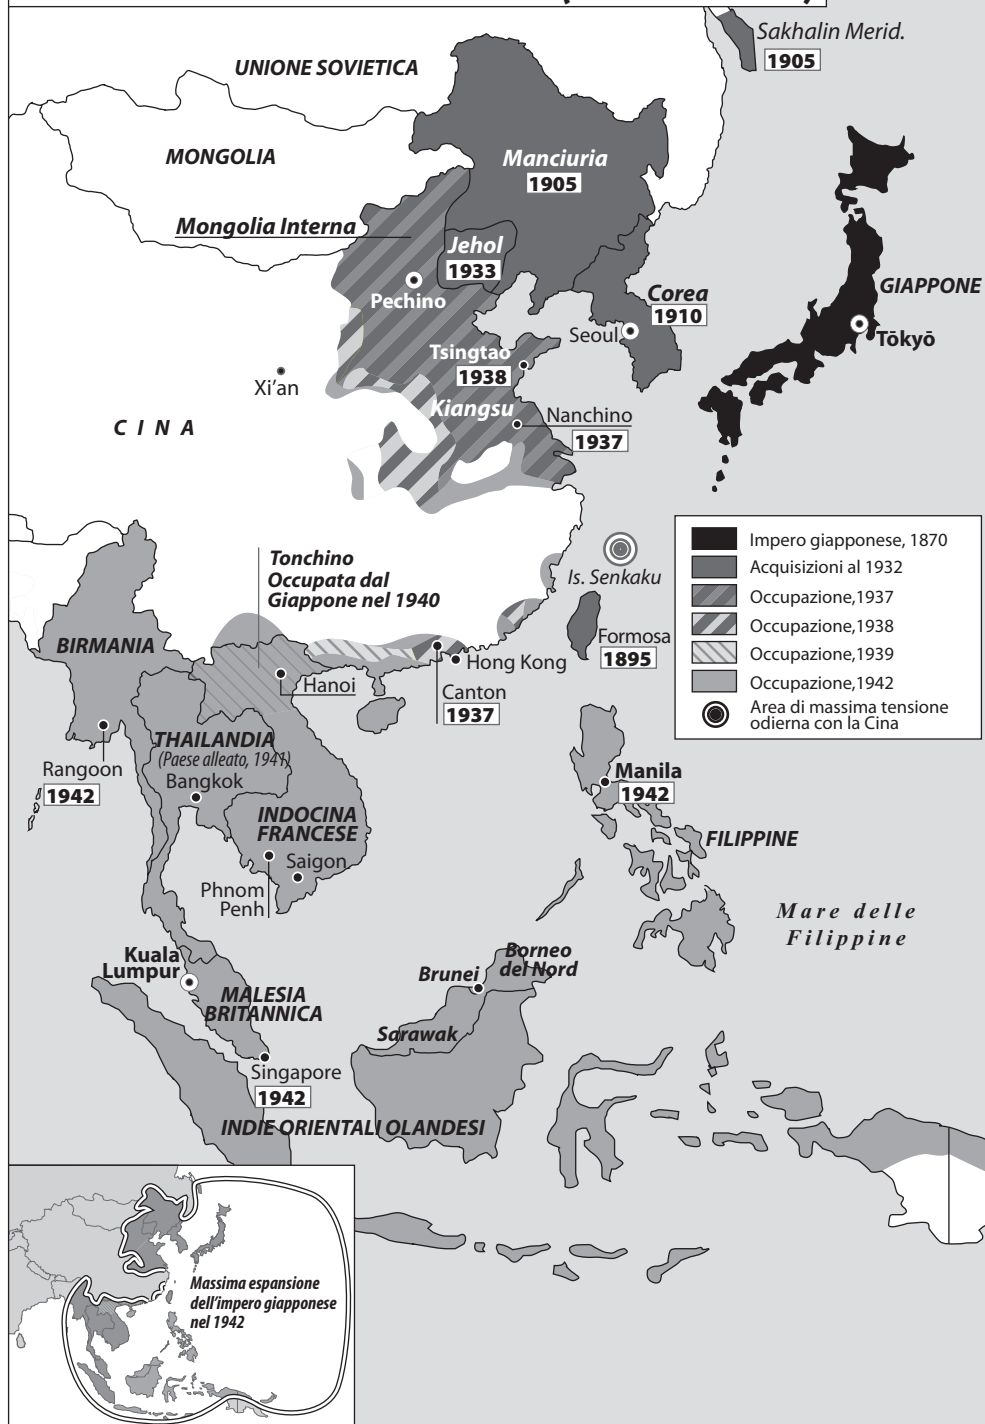 Sakhalin Merid.
1905
UNIONE SOVIETICA
MONGOLIA
Manciuria
1905
Mongolia Interna
Jehol
1933
Pechino
Corea
1910
Seoul
GIAPPONE
Tōkyō
Tsingtao
1938
Xi'an
Kiangsu
Nanchino
1937
CINA
Impero giapponese, 1870
Acquisizioni al 1932
Occupazione,1937
Occupazione,1938
Occupazione,1939
Occupazione,1942
Area di massima tensione
odierna con la Cina
Is. Senkaku
Tonchino
Occupata dal
Giappone nel 1940
Formosa
1895
BIRMANIA
Hong Kong
Hanoi
Canton
1937
THAILANDIA
(Paese alleato, 1941)
Bangkok
Rangoon
1942
Manila
1942
INDOCINA
FRANCESE
FILIPPINE
Saigon
Phnom
Penh
Mare delle
Filippine
Kuala
Lumpur
Borneo
del Nord
Brunei
MALESIA
BRITANNICA
Sarawak
Singapore
1942
INDIE ORIENTALI OLANDESI
Massima espansione
dell'impero giapponese
nel 1942